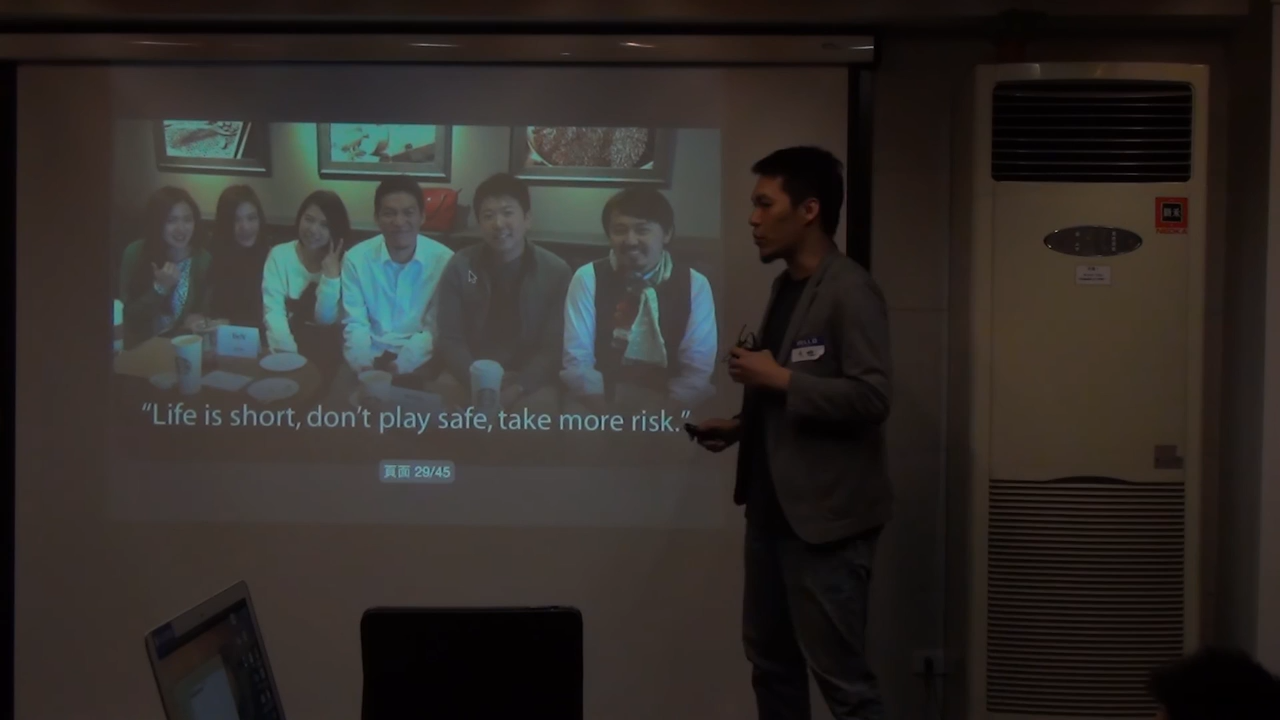 “Life is short, don’t play safe, take more risk.”
頁面 29/45